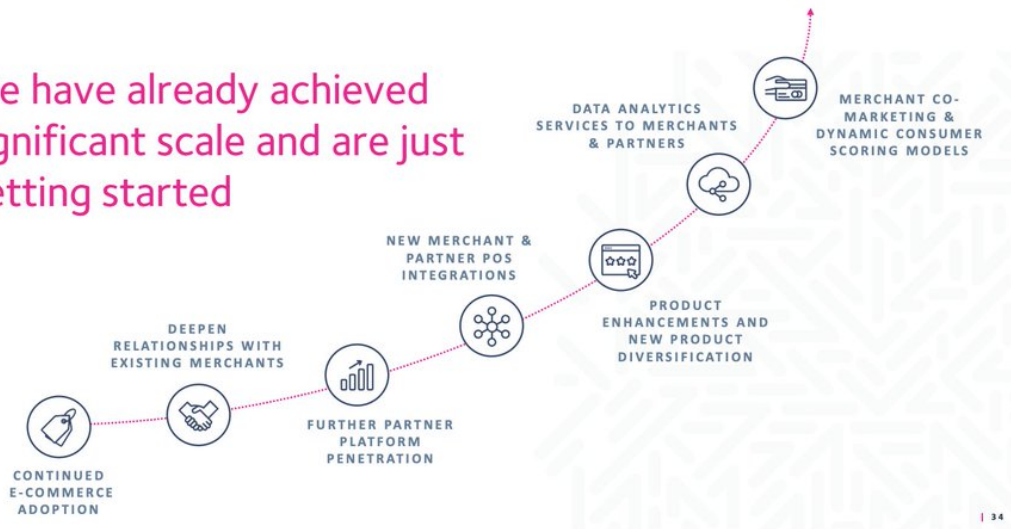 e have already achieved
gnificant scale and are just
etting started
CONTINUED
E-COMMERCE
ADOPTION
DEEPEN
RELATIONSHIPS WITH
EXISTING MERCHANTS
FURTHER PARTNER
PLATFORM
PENETRATION
NEW MERCHANT &
PARTNER POS
INTEGRATIONS
PRODUCT
ENHANCEMENTS AND
NEW PRODUCT
DIVERSIFICATION
DATA ANALYTICS
SERVICES TO MERCHANTS
& PARTNERS
MERCHANT CO-
MARKETING &
DYNAMIC CONSUMER
SCORING MODELS
| 34